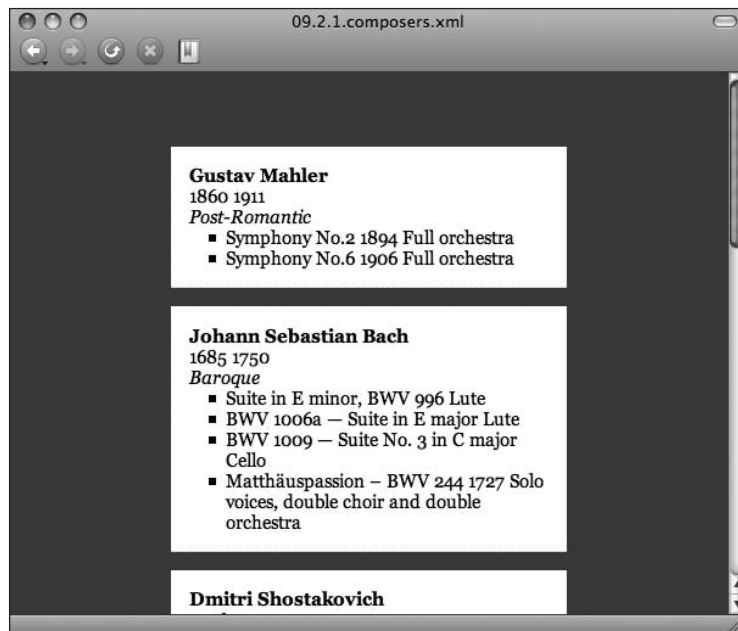 09.2.1.composers.xml
Gustav Mahler
1860 1911
Post-Romantic
Symphony No.2 1894 Full orchestra
Symphony No.6 1906 Full orchestra
Johann Sebastian Bach
1685 1750
Baroque
Suite in E minor, BWV 996 Lute
BWV 1006a — Suite in E major Lute
BWV 1009 — Suite No. 3 in C major
Cello
Matthäuspassion – BWV 244 1727 Solo
voices, double choir and double
orchestra
Dmitri Shostakovich